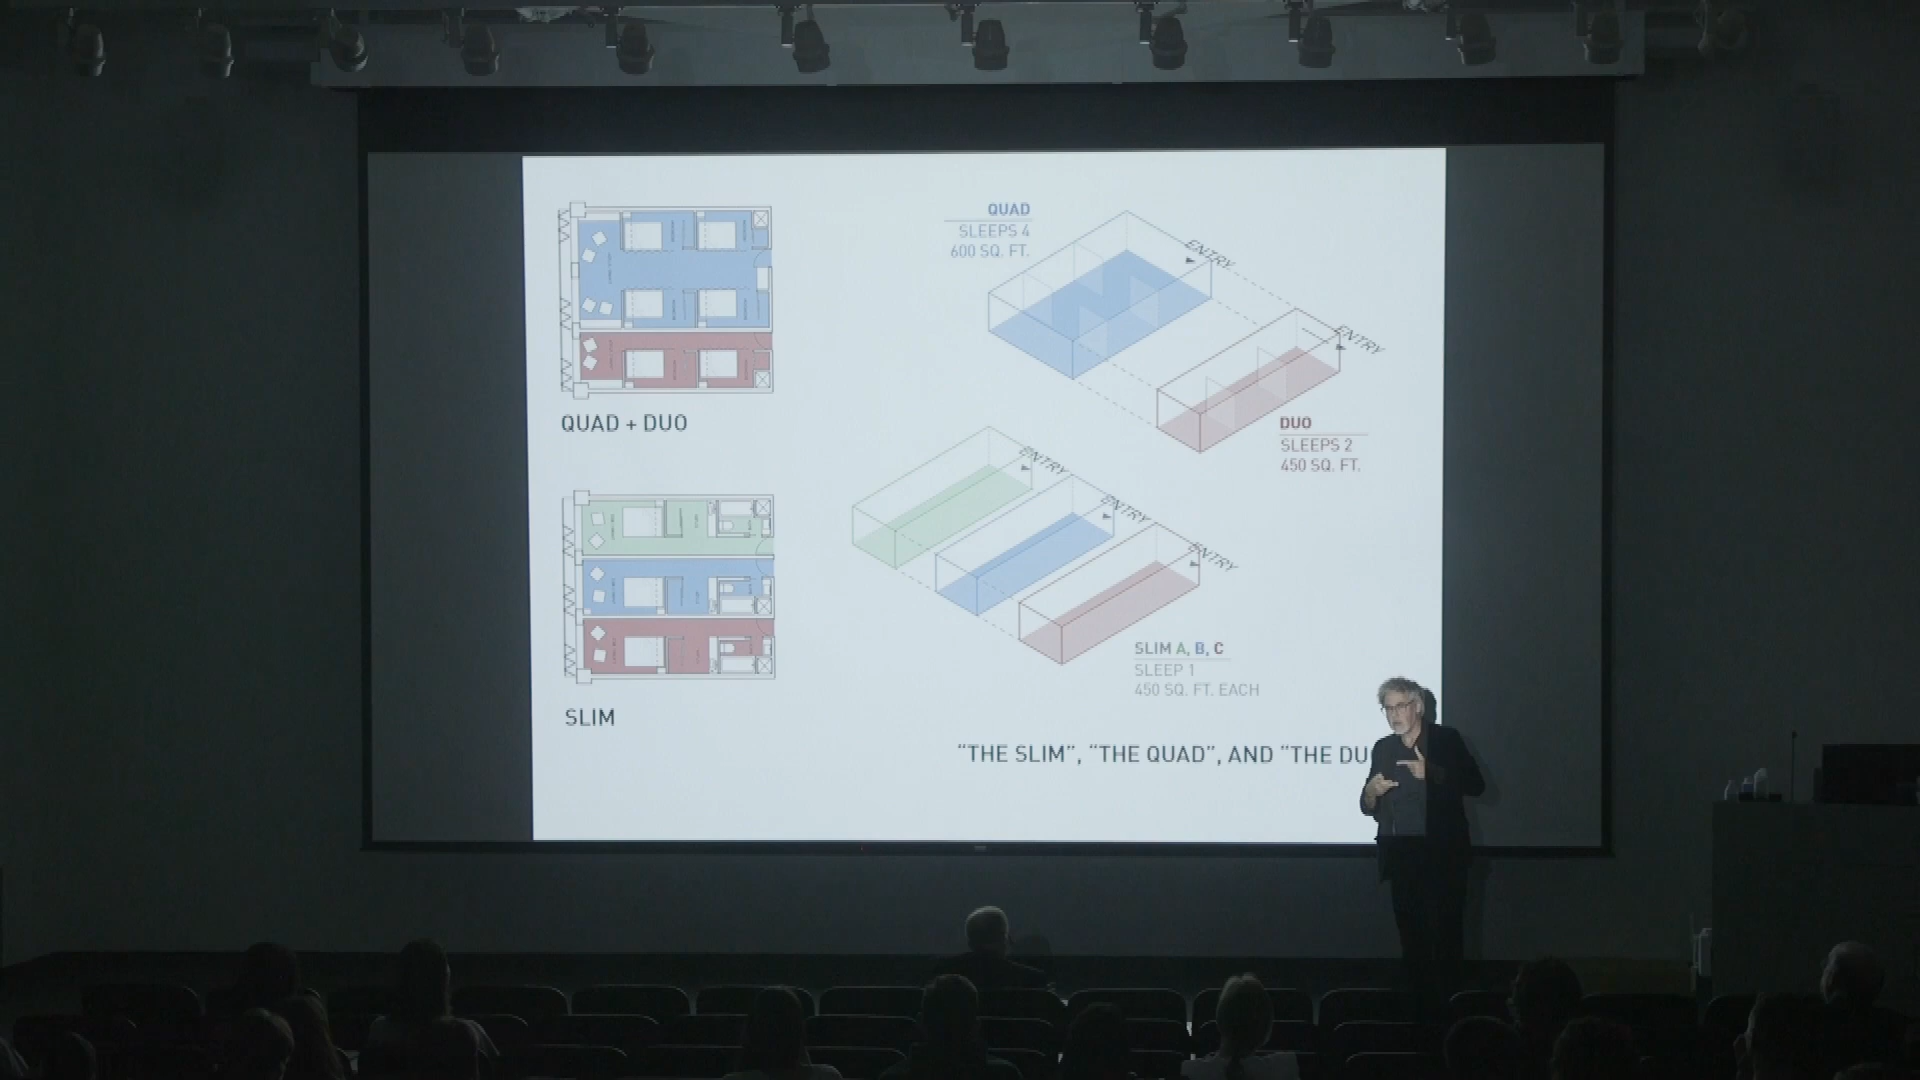 QUAD + DUO
SLIM
QUAD
SLEEPS 4
600 SQ. FT.
ENTRY
ENTRY
DUO
SLEEPS 2
450 SQ. FT.
ENTRY
ENTRY
ENTRY
SLIM A, B, C
SLEEP 1
450 SQ. FT. EACH
“THE SLIM”, “THE QUAD”, AND “THE DU